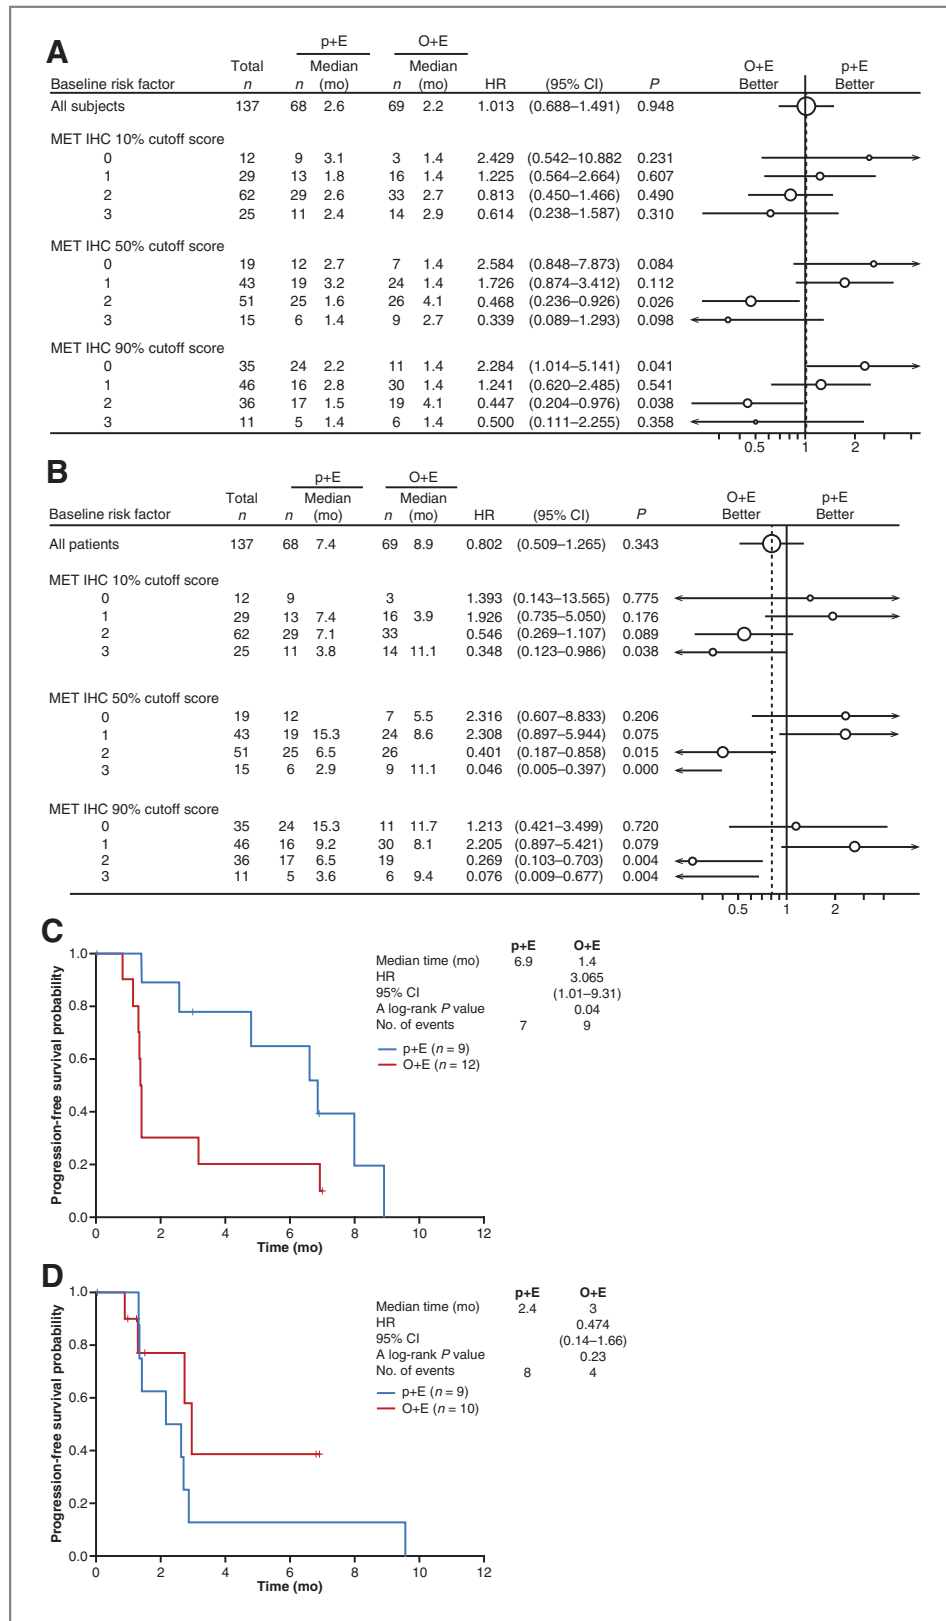 A
p+E O+E
Total Median Median O+E p+E
Baseline risk factor n n (mo) n (mo) HR (95% CI) P Better Better
All subjects 137 68 2.6 69 2.2 1.013 (0.688–1.491) 0.948
MET IHC 10% cutoff score
0 12 9 3.1 3 1.4 2.429 (0.542–10.882 0.231
1 29 13 1.8 16 1.4 1.225 (0.564–2.664) 0.607
2 62 29 2.6 33 2.7 0.813 (0.450–1.466) 0.490
3 25 11 2.4 14 2.9 0.614 (0.238–1.587) 0.310
MET IHC 50% cutoff score
0 19 12 2.7 7 1.4 2.584 (0.848–7.873) 0.084
1 43 19 3.2 24 1.4 1.726 (0.874–3.412) 0.112
2 51 25 1.6 26 4.1 0.468 (0.236–0.926) 0.026
3 15 6 1.4 9 2.7 0.339 (0.089–1.293) 0.098
MET IHC 90% cutoff score
0 35 24 2.2 11 1.4 2.284 (1.014–5.141) 0.041
1 46 16 2.8 30 1.4 1.241 (0.620–2.485) 0.541
2 36 17 1.5 19 4.1 0.447 (0.204–0.976) 0.038
3 11 5 1.4 6 1.4 0.500 (0.111–2.255) 0.358
0.5 1 2
B
p+E O+E
Total Median Median O+E p+E
Baseline risk factor n n (mo) n (mo) HR (95% CI) P Better Better
All patients 137 68 7.4 69 8.9 0.802 (0.509–1.265) 0.343
MET IHC 10% cutoff score
0 12 9 3 1.393 (0.143–13.565) 0.775
1 29 13 7.4 16 3.9 1.926 (0.735–5.050) 0.176
2 62 29 7.1 33 0.546 (0.269–1.107) 0.089
3 25 11 3.8 14 11.1 0.348 (0.123–0.986) 0.038
MET IHC 50% cutoff score
0 19 12 7 5.5 2.316 (0.607–8.833) 0.206
1 43 19 15.3 24 8.6 2.308 (0.897–5.944) 0.075
2 51 25 6.5 26 0.401 (0.187–0.858) 0.015
3 15 6 2.9 9 11.1 0.046 (0.005–0.397) 0.000
MET IHC 90% cutoff score
0 35 24 15.3 11 11.7 1.213 (0.421–3.499) 0.720
1 46 16 9.2 30 8.1 2.205 (0.897–5.421) 0.079
2 36 17 6.5 19 0.269 (0.103–0.703) 0.004
3 11 5 3.6 6 9.4 0.076 (0.009–0.677) 0.004
0.5 1 2
C
p+E O+E
Median time (mo) 6.9 1.4
HR 3.065
95% CI (1.01–9.31)
A log-rank P value 0.04
No. of events 7 9
p+E (n = 9)
O+E (n = 12)
Progression-free survival probability
1.0
0.8
0.6
0.4
0.2
0.0
0 2 4 6 8 10 12
Time (mo)
D
p+E O+E
Median time (mo) 2.4 3
HR 0.474
95% CI (0.14–1.66)
A log-rank P value 0.23
No. of events 8 4
p+E (n = 9)
O+E (n = 10)
Progression-free survival probability
1.0
0.8
0.6
0.4
0.2
0.0
0 2 4 6 8 10 12
Time (mo)